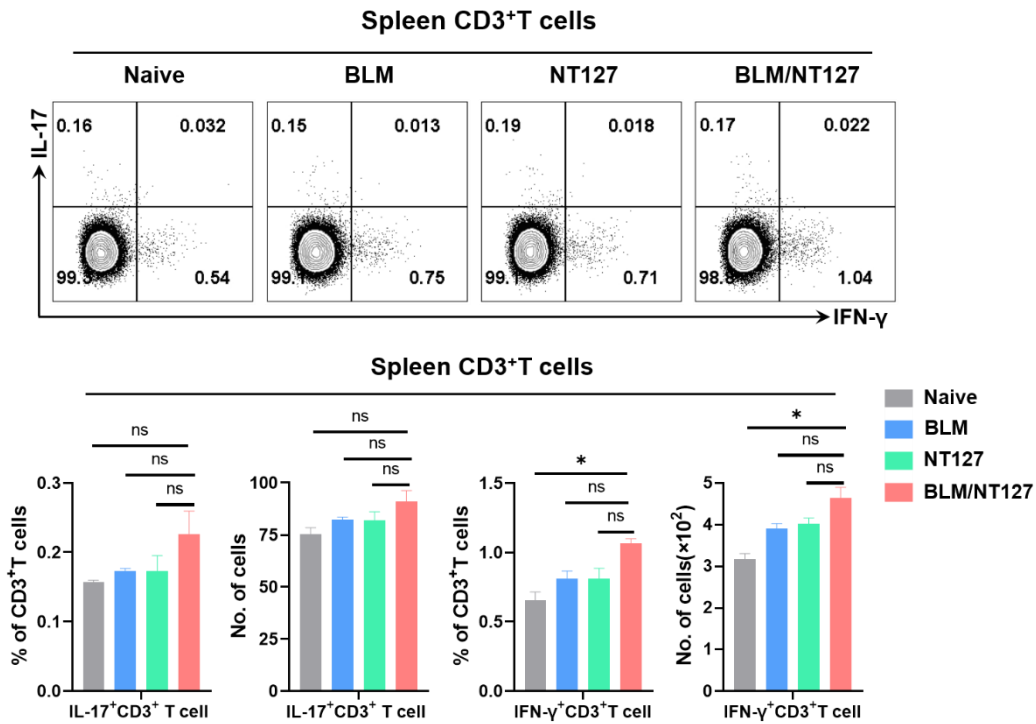 Spleen CD3⁺T cells
Naive BLM NT127 BLM/NT127
IL-17
0.16 0.032 0.15 0.013 0.19 0.018 0.17 0.022
0.54 99.1 0.75 99.1 0.71 1.04
IFN-γ
Spleen CD3⁺T cells
Naive
BLM
NT127
BLM/NT127
ns
ns
ns
% of CD3⁺T cells
0.3
0.2
0.1
0.0
IL-17⁺CD3⁺ T cell
ns
ns
ns
No. of cells
100
75
50
25
0
IL-17⁺CD3⁺ T cell
*
ns
ns
% of CD3⁺T cells
1.5
1.0
0.5
0.0
IFN-γ⁺CD3⁺T cell
*
ns
ns
No. of cells(×10²)
5
4
3
2
1
0
IFN-γ⁺CD3⁺T cell